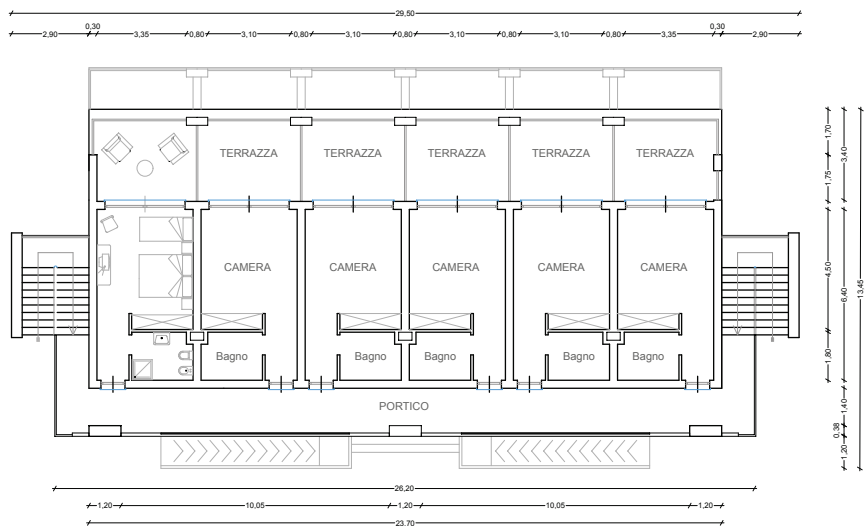 29,50
0,30 0,30
2,90 3,35 0,80 3,10 0,80 3,10 0,80 3,10 0,80 3,10 0,80 3,35 2,90
TERRAZZA TERRAZZA TERRAZZA TERRAZZA TERRAZZA
1,70
3,40
1,75
CAMERA CAMERA CAMERA CAMERA CAMERA
4,50
6,40
13,45
Bagno Bagno Bagno Bagno Bagno
1,80
PORTICO
1,40
0,38
1,20
26,20
1,20 10,05 1,20 10,05 1,20
23,70